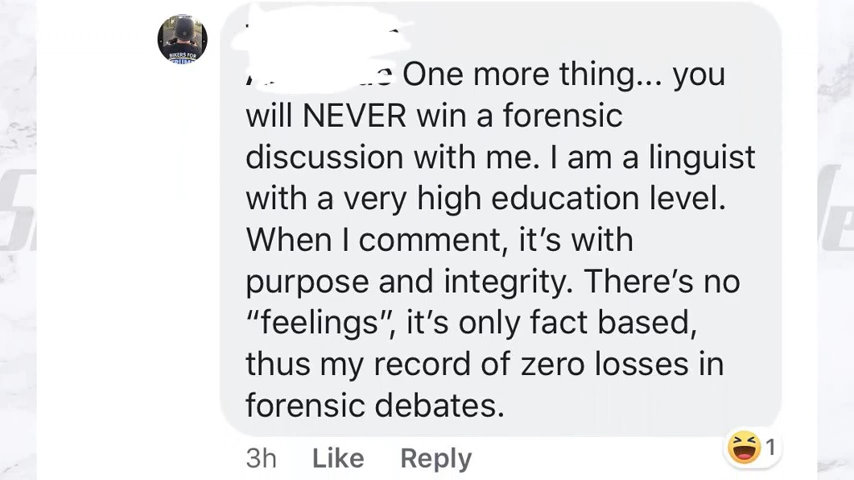 One more thing... you
will NEVER win a forensic
discussion with me. I am a linguist
with a very high education level.
When I comment, it’s with
purpose and integrity. There’s no
“feelings”, it’s only fact based,
thus my record of zero losses in
forensic debates.
3h Like Reply
1